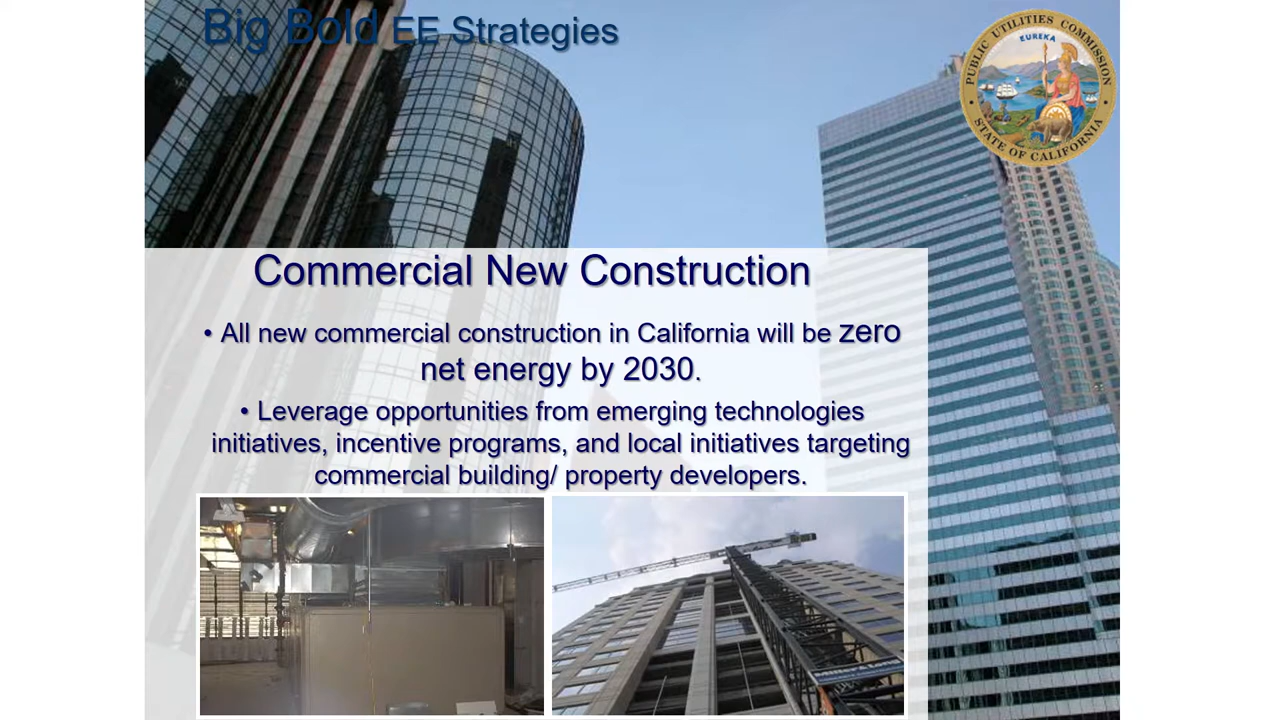 Big Bold EE Strategies
PUBLIC UTILITIES COMMISSION
EUREKA
STATE OF CALIFORNIA
Commercial New Construction
• All new commercial construction in California will be zero
net energy by 2030.
• Leverage opportunities from emerging technologies
initiatives, incentive programs, and local initiatives targeting
commercial building/ property developers.